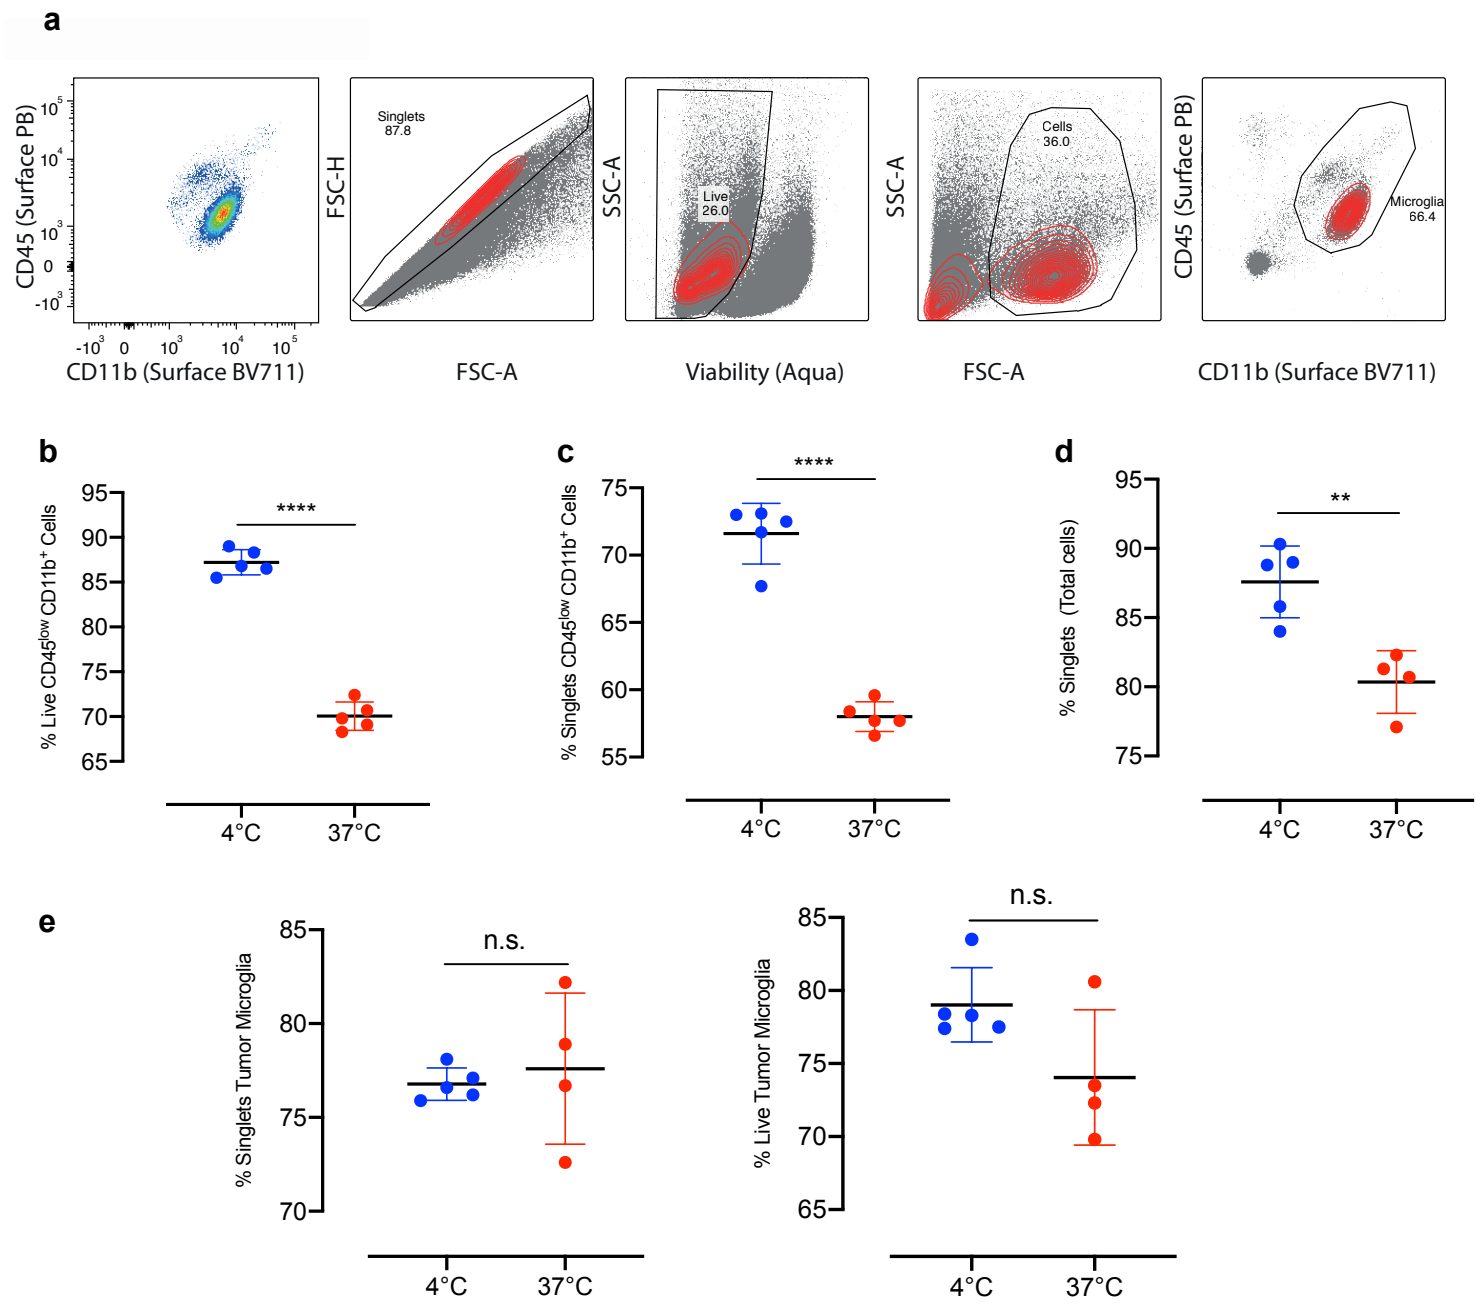 a
CD45 (Surface PB)
10^5
10^4
10^3
0
-10^3
-10^3 0 10^3 10^4 10^5
CD11b (Surface BV711)
FSC-H
Singlets
87.8
FSC-A
SSC-A
Live
26.0
Viability (Aqua)
SSC-A
Cells
36.0
FSC-A
CD45 (Surface PB)
Microglia
66.4
CD11b (Surface BV711)
b
% Live CD45^low CD11b^+ Cells
95
90
85
80
75
70
65
****
4°C 37°C
c
% Singlets CD45^low CD11b^+ Cells
75
70
65
60
55
****
4°C 37°C
d
% Singlets (Total cells)
95
90
85
80
75
**
4°C 37°C
e
% Singlets Tumor Microglia
85
80
75
70
n.s.
4°C 37°C
% Live Tumor Microglia
85
80
75
70
65
n.s.
4°C 37°C